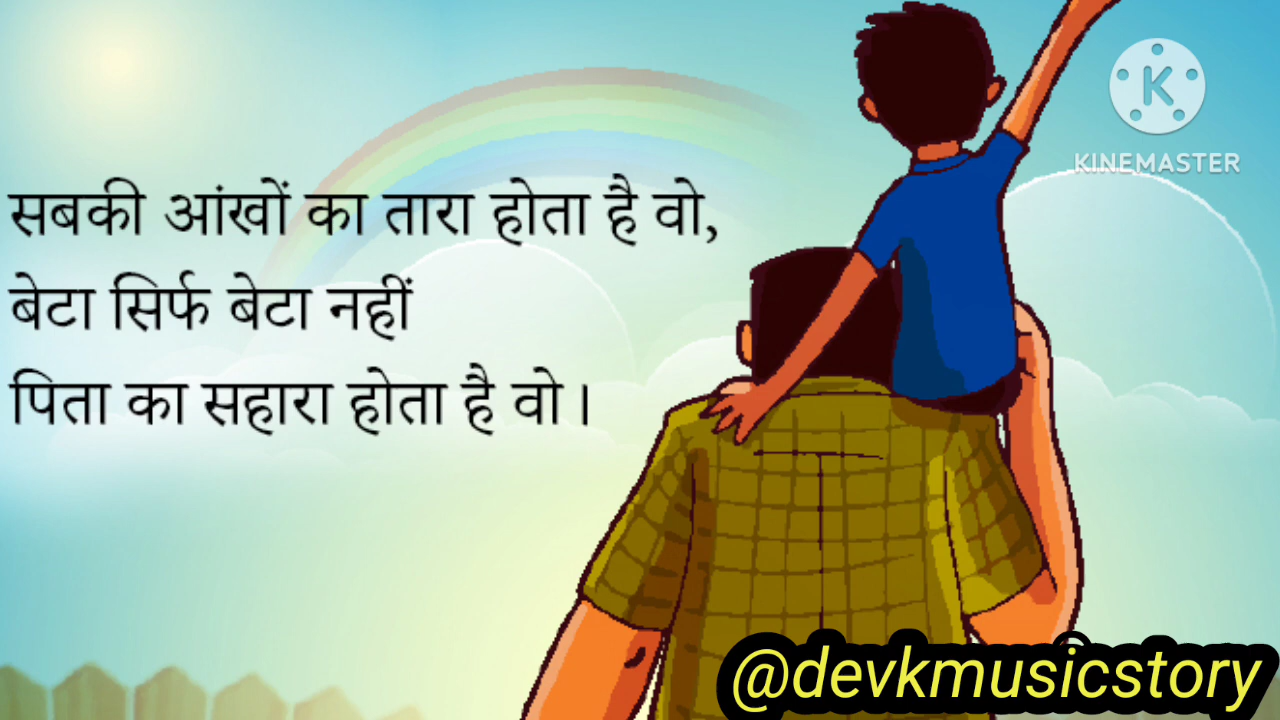 KINEMASTER
सबकी आंखों का तारा होता है वो,
बेटा सिर्फ बेटा नहीं
पिता का सहारा होता है वो।
@devkmusicstory